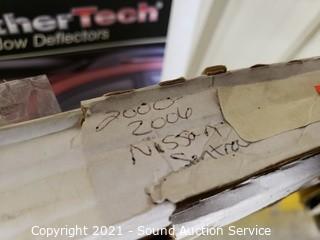 therTech
low Deflectors
2000-
2006
Nissan
Sentra
Copyright 2021 - Sound Auction Service